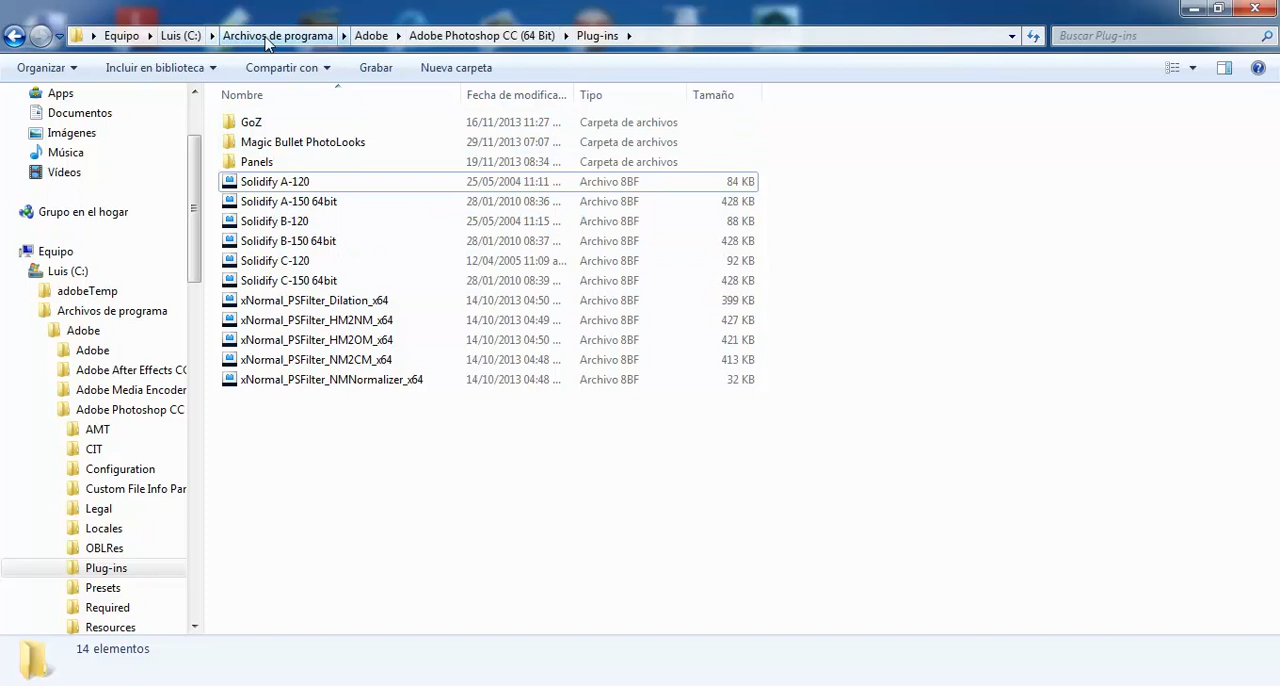 Equipo Luis (C:) Archivos de programa Adobe Adobe Photoshop CC (64 Bit) Plug-ins Buscar Plug-ins
Organizar Incluir en biblioteca Compartir con Grabar Nueva carpeta
Apps
Documentos
Imágenes
Música
Vídeos
Grupo en el hogar
Equipo
Luis (C:)
adobeTemp
Archivos de programa
Adobe
Adobe
Adobe After Effects CC
Adobe Media Encoder
Adobe Photoshop CC
AMT
CIT
Configuration
Custom File Info Par
Legal
Locales
OBLRes
Plug-ins
Presets
Required
Resources
Nombre Fecha de modifica... Tipo Tamaño
GoZ 16/11/2013 11:27 ... Carpeta de archivos
Magic Bullet PhotoLooks 29/11/2013 07:07 ... Carpeta de archivos
Panels 19/11/2013 08:34 ... Carpeta de archivos
Solidify A-120 25/05/2004 11:11 ... Archivo 8BF 84 KB
Solidify A-150 64bit 28/01/2010 08:36 ... Archivo 8BF 428 KB
Solidify B-120 25/05/2004 11:15 ... Archivo 8BF 88 KB
Solidify B-150 64bit 28/01/2010 08:37 ... Archivo 8BF 428 KB
Solidify C-120 12/04/2005 11:09 a... Archivo 8BF 92 KB
Solidify C-150 64bit 28/01/2010 08:39 ... Archivo 8BF 428 KB
xNormal_PSFilter_Dilation_x64 14/10/2013 04:50 ... Archivo 8BF 399 KB
xNormal_PSFilter_HM2NM_x64 14/10/2013 04:49 ... Archivo 8BF 427 KB
xNormal_PSFilter_HM2OM_x64 14/10/2013 04:50 ... Archivo 8BF 421 KB
xNormal_PSFilter_NM2CM_x64 14/10/2013 04:48 ... Archivo 8BF 413 KB
xNormal_PSFilter_NMNormalizer_x64 14/10/2013 04:48 ... Archivo 8BF 32 KB
14 elementos